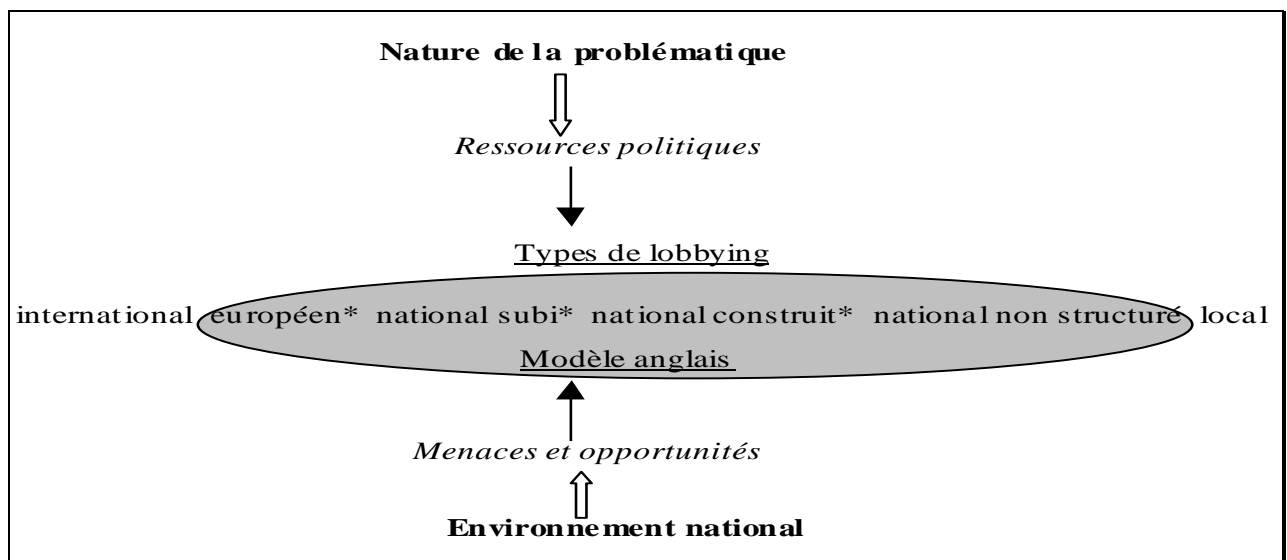 Nature de la problématique
Ressources politiques
Types de lobbying
international européen* national subi* national construit* national non structuré local
Modèle anglais
Menaces et opportunités
Environnement national